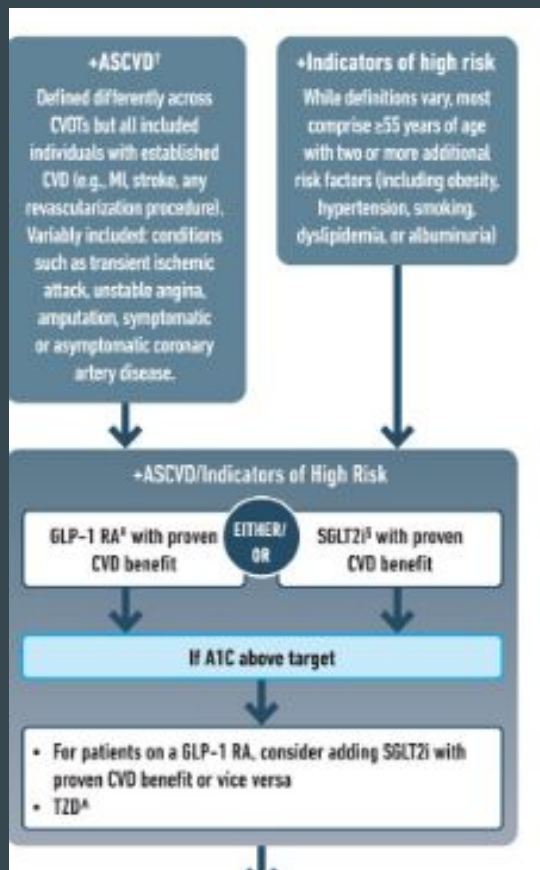 +ASCVD†
Defined differently across
CVOTs but all included
individuals with established
CVD (e.g., MI, stroke, any
revascularization procedure).
Variably included: conditions
such as transient ischemic
attack, unstable angina,
amputation, symptomatic
or asymptomatic coronary
artery disease.
+Indicators of high risk
While definitions vary, most
comprise ≥55 years of age
with two or more additional
risk factors (including obesity,
hypertension, smoking,
dyslipidemia, or albuminuria)
+ASCVD/Indicators of High Risk
GLP-1 RA# with proven
CVD benefit
EITHER/
OR
SGLT2i§ with proven
CVD benefit
If A1C above target
• For patients on a GLP-1 RA, consider adding SGLT2i with
proven CVD benefit or vice versa
• TZD^